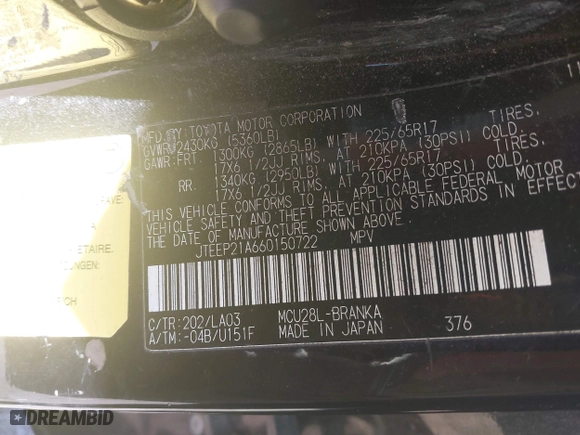 MFD BY: TOYOTA MOTOR CORPORATION
GVWR 2430KG (5360LB)
GAWR:FRT. 1300KG (2865LB) WITH 225/65R17 TIRES,
17X6 1/2JJ RIMS, AT 210KPA (30PSI) COLD.
RR. 1340KG (2950LB) WITH 225/65R17 TIRES,
17X6 1/2JJ RIMS, AT 210KPA (30PSI) COLD.
THIS VEHICLE CONFORMS TO ALL APPLICABLE FEDERAL MOTOR
VEHICLE SAFETY AND THEFT PREVENTION STANDARDS IN EFFECT
THE DATE OF MANUFACTURE SHOWN ABOVE.
JTEEP21A660150722 MPV
C/TR: 202/LA03 MCU28L-BRANKA
A/TM: -04B/U151F MADE IN JAPAN 376
ETAIRE,
DREAMBID